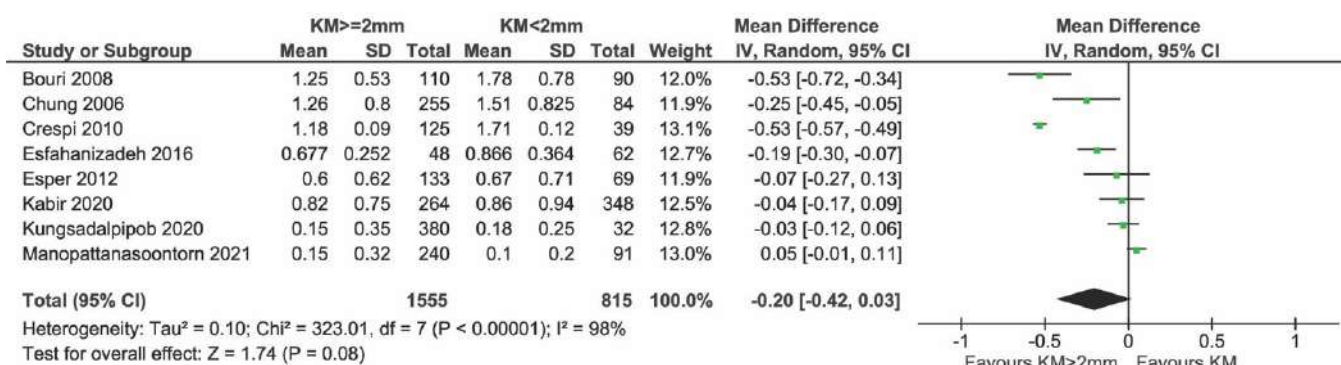 KM>=2mm KM<2mm Mean Difference Mean Difference
Study or Subgroup Mean SD Total Mean SD Total Weight IV, Random, 95% CI IV, Random, 95% CI
Bouri 2008 1.25 0.53 110 1.78 0.78 90 12.0% -0.53 [-0.72, -0.34]
Chung 2006 1.26 0.8 255 1.51 0.825 84 11.9% -0.25 [-0.45, -0.05]
Crespi 2010 1.18 0.09 125 1.71 0.12 39 13.1% -0.53 [-0.57, -0.49]
Esfahanizadeh 2016 0.677 0.252 48 0.866 0.364 62 12.7% -0.19 [-0.30, -0.07]
Esper 2012 0.6 0.62 133 0.67 0.71 69 11.9% -0.07 [-0.27, 0.13]
Kabir 2020 0.82 0.75 264 0.86 0.94 348 12.5% -0.04 [-0.17, 0.09]
Kungsadalpipob 2020 0.15 0.35 380 0.18 0.25 32 12.8% -0.03 [-0.12, 0.06]
Manopattanasoontorn 2021 0.15 0.32 240 0.1 0.2 91 13.0% 0.05 [-0.01, 0.11]
Total (95% CI) 1555 815 100.0% -0.20 [-0.42, 0.03]
Heterogeneity: Tau² = 0.10; Chi² = 323.01, df = 7 (P < 0.00001); I² = 98%
Test for overall effect: Z = 1.74 (P = 0.08)
-1 -0.5 0 0.5 1
Favours KM>2mm Favours KM